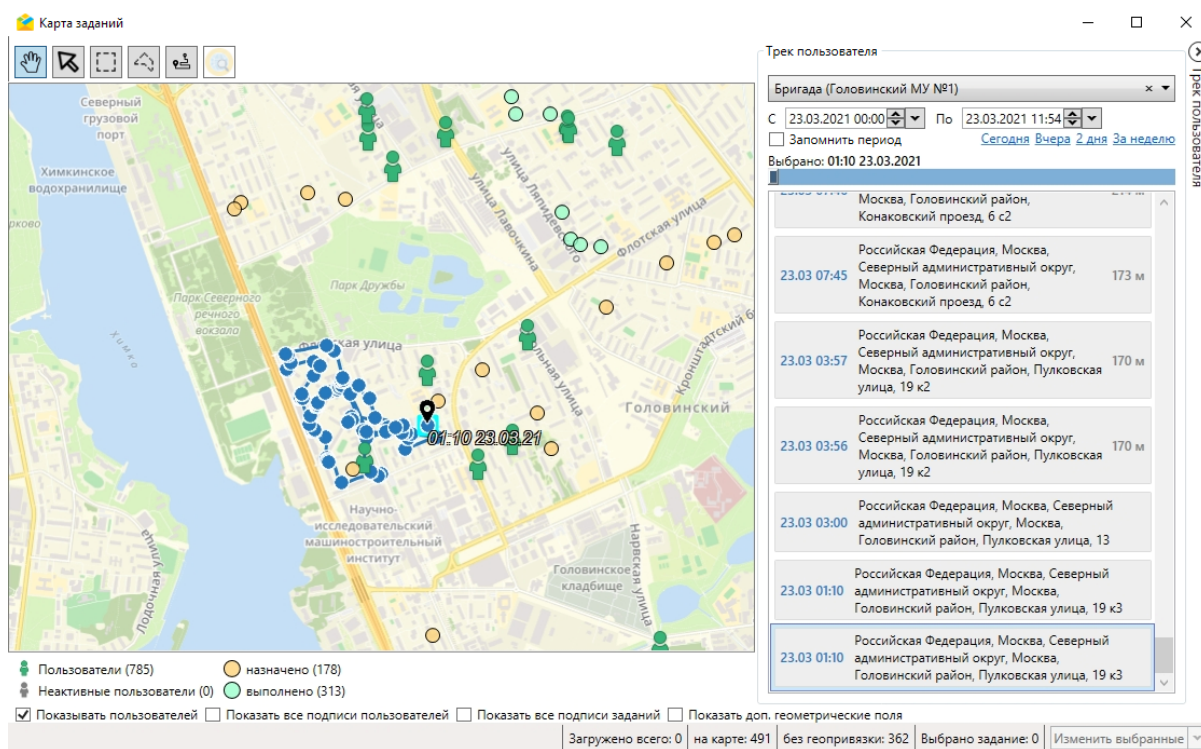 Карта заданий
Северный
грузовой
порт
Химкинское
водохранилище
рково
Химка
Парк Северного
речного
вокзала
Парк Дружбы
улица Лавочкина
улица Ляпидевского
Флотская улица
Флотская улица
Кронштадтский б
Головинский
01:10 23.03.21
Научно-
исследовательский
машиностроительный
институт
Головинское
кладбище
Нарвская улица
Лодочная улица
Пользователи (785)
назначено (178)
Неактивные пользователи (0)
выполнено (313)
Показывать пользователей
Показать все подписи пользователей
Показать все подписи заданий
Показать доп. геометрические поля
Трек пользователя
Трек пользователя
Бригада (Головинский МУ №1)
С 23.03.2021 00:00 По 23.03.2021 11:54
Запомнить период
Сегодня Вчера 2 дня За неделю
Выбрано: 01:10 23.03.2021
Москва, Головинский район,
Конаковский проезд, 6 с2
23.03 07:45
Российская Федерация, Москва,
Северный административный округ,
Москва, Головинский район,
Конаковский проезд, 6 с2
173 м
23.03 03:57
Российская Федерация, Москва,
Северный административный округ,
Москва, Головинский район, Пулковская
улица, 19 к2
170 м
23.03 03:56
Российская Федерация, Москва,
Северный административный округ,
Москва, Головинский район, Пулковская
улица, 19 к2
170 м
23.03 03:00
Российская Федерация, Москва, Северный
административный округ, Москва,
Головинский район, Пулковская улица, 13
23.03 01:10
Российская Федерация, Москва, Северный
административный округ, Москва,
Головинский район, Пулковская улица, 19 к3
23.03 01:10
Российская Федерация, Москва, Северный
административный округ, Москва,
Головинский район, Пулковская улица, 19 к3
Загружено всего: 0 на карте: 491 без геопривязки: 362 Выбрано задание: 0 Изменить выбранные